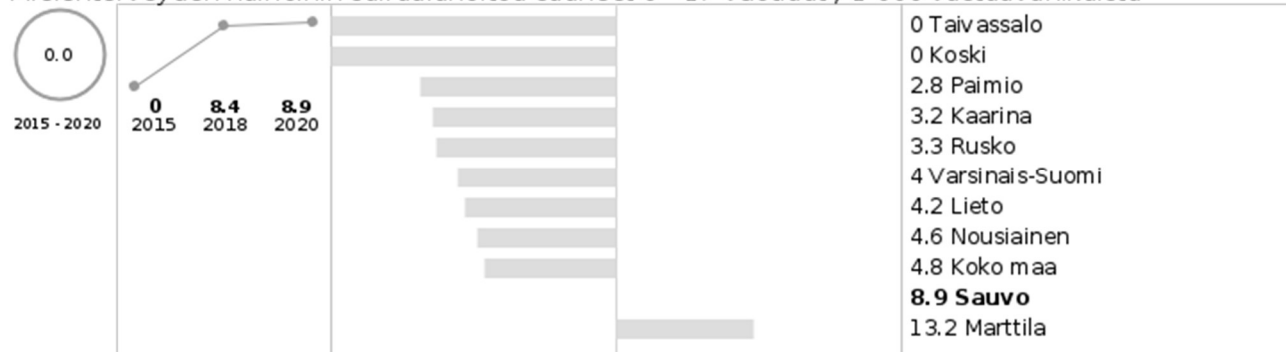 0.0
2015 - 2020
0 8.4 8.9
2015 2018 2020
0 Taivassalo
0 Koski
2.8 Paimio
3.2 Kaarina
3.3 Rusko
4 Varsinais-Suomi
4.2 Lieto
4.6 Nousiainen
4.8 Koko maa
8.9 Sauvo
13.2 Marttila